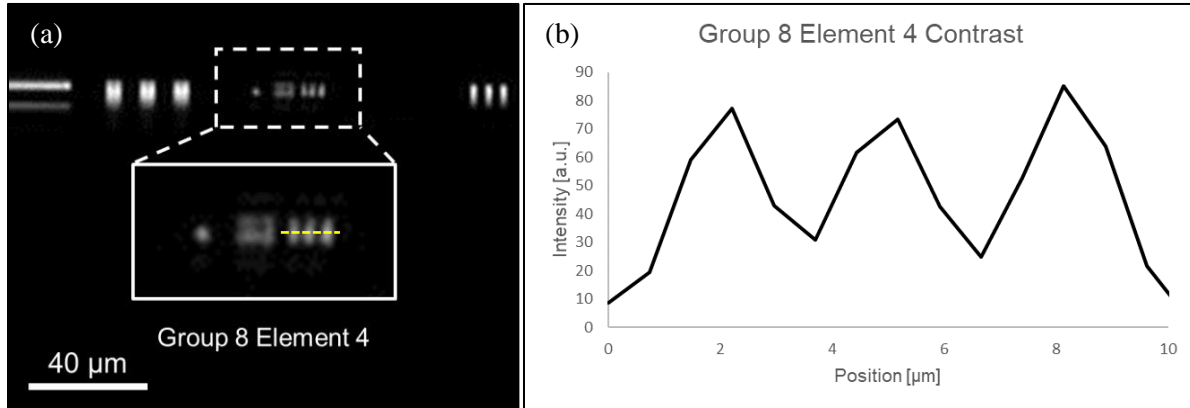 (a)
Group 8 Element 4
40 µm
(b)
Group 8 Element 4 Contrast
Intensity [a.u.]
90
80
70
60
50
40
30
20
10
0
0 2 4 6 8 10
Position [µm]